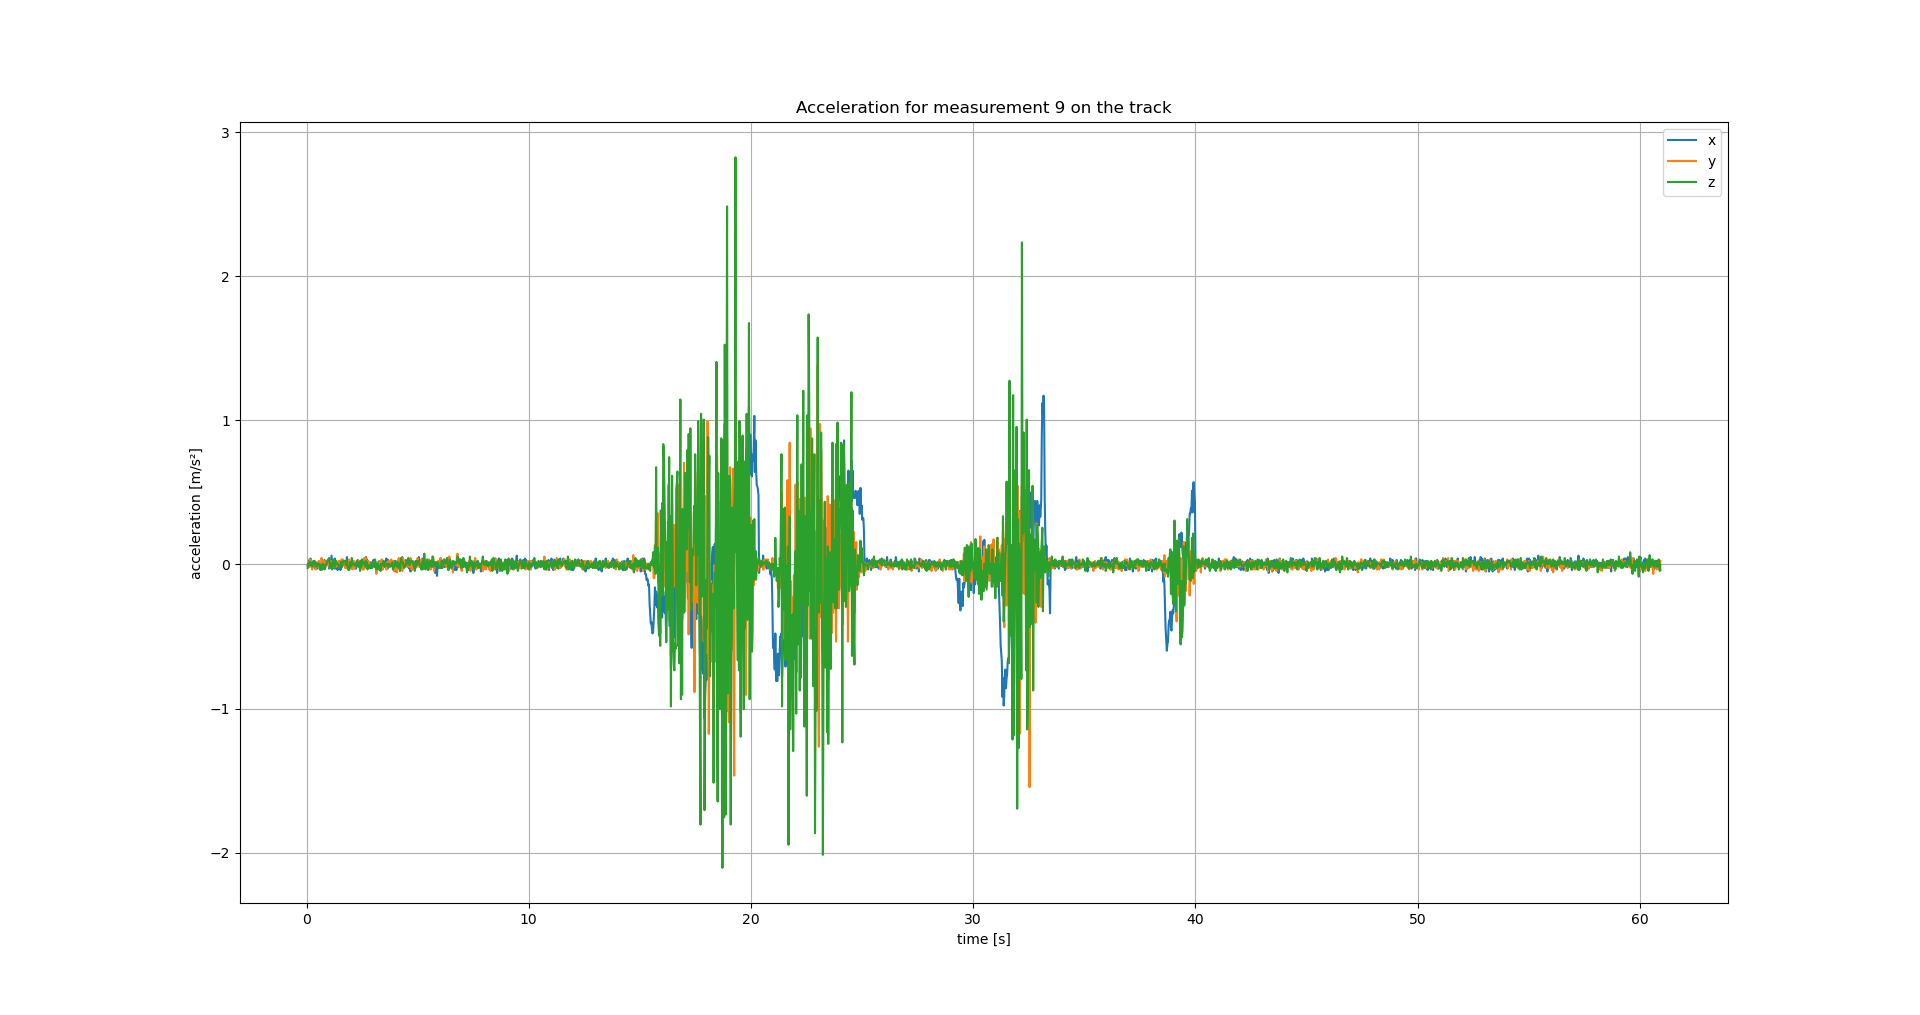 Acceleration for measurement 9 on the track
x
y
z
acceleration [m/s²]
3
2
1
0
−1
−2
0 10 20 30 40 50 60
time [s]